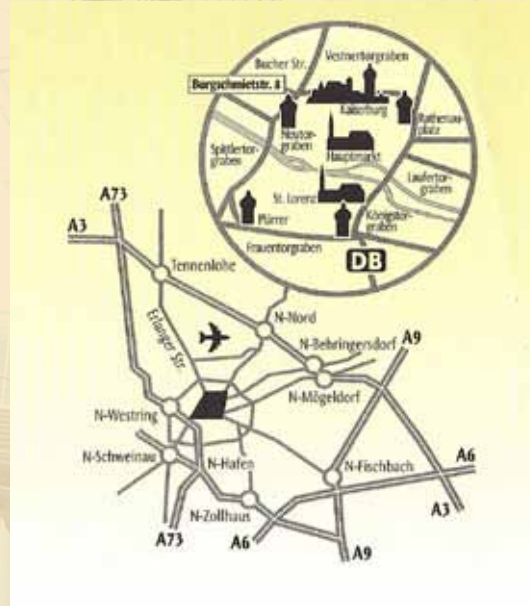 Bucher Str.
Vestnertorgraben
Burgschmietstr. 8
Kaiserburg
Rathenau-
platz
Neutor-
graben
Hauptmarkt
Spittlertor-
graben
Laufertor-
graben
St. Lorenz
Plärrer
Königstor-
graben
Frauentorgraben
DB
A73
A3
Tennenlohe
Erlanger Str.
N-Nord
N-Behringersdorf
A9
N-Mögeldorf
N-Westring
N-Schweinau
N-Hafen
N-Fischbach
A6
N-Zollhaus
A3
A73
A6
A9